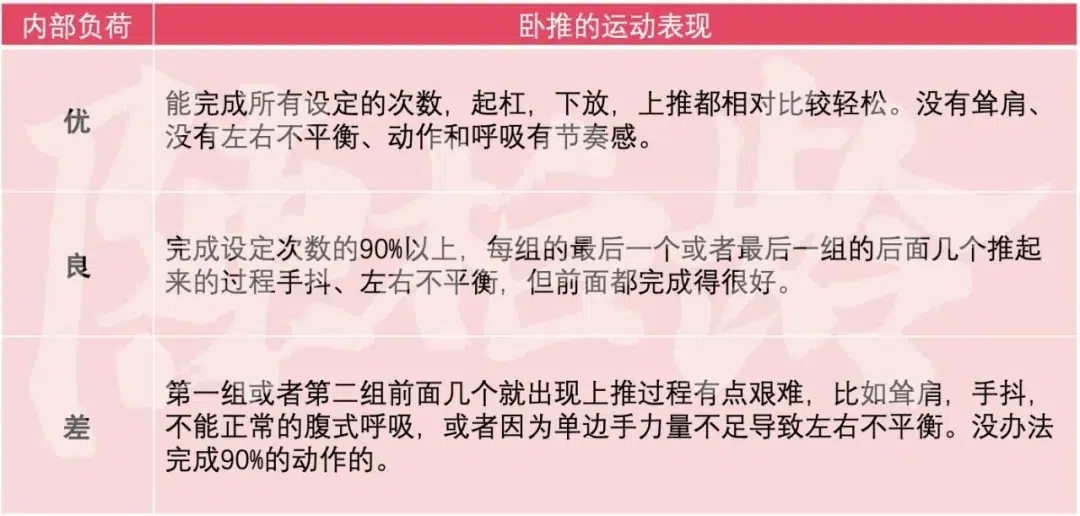 内部负荷
卧推的运动表现
优
能完成所有设定的次数，起杠，下放，上推都相对比较轻松。没有耸肩、
没有左右不平衡、动作和呼吸有节奏感。
良
完成设定次数的90%以上，每组的最后一个或者最后一组的后面几个推起
来的过程手抖、左右不平衡，但前面都完成得很好。
差
第一组或者第二组前面几个就出现上推过程有点艰难，比如耸肩，手抖，
不能正常的腹式呼吸，或者因为单边手力量不足导致左右不平衡。没办法
完成90%的动作的。